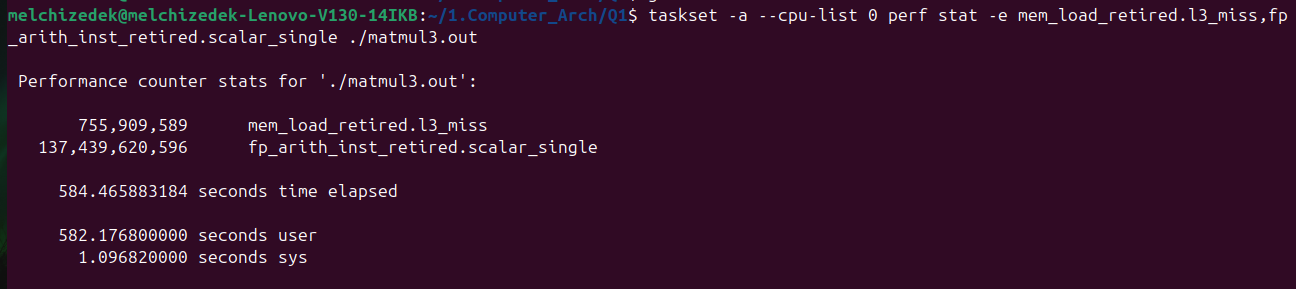 melchizedek@melchizedek-Lenovo-V130-14IKB:~/1.Computer_Arch/Q1$ taskset -a --cpu-list 0 perf stat -e mem_load_retired.l3_miss,fp
_arith_inst_retired.scalar_single ./matmul3.out
Performance counter stats for './matmul3.out':
755,909,589 mem_load_retired.l3_miss
137,439,620,596 fp_arith_inst_retired.scalar_single
584.465883184 seconds time elapsed
582.176800000 seconds user
1.096820000 seconds sys